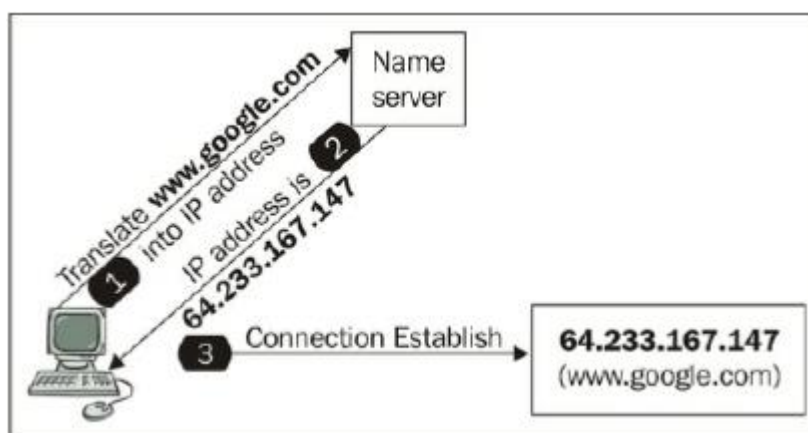 Name
server
Translate www.google.com
1 into IP address
IP address is 2
64.233.167.147
3 Connection Establish
64.233.167.147
(www.google.com)